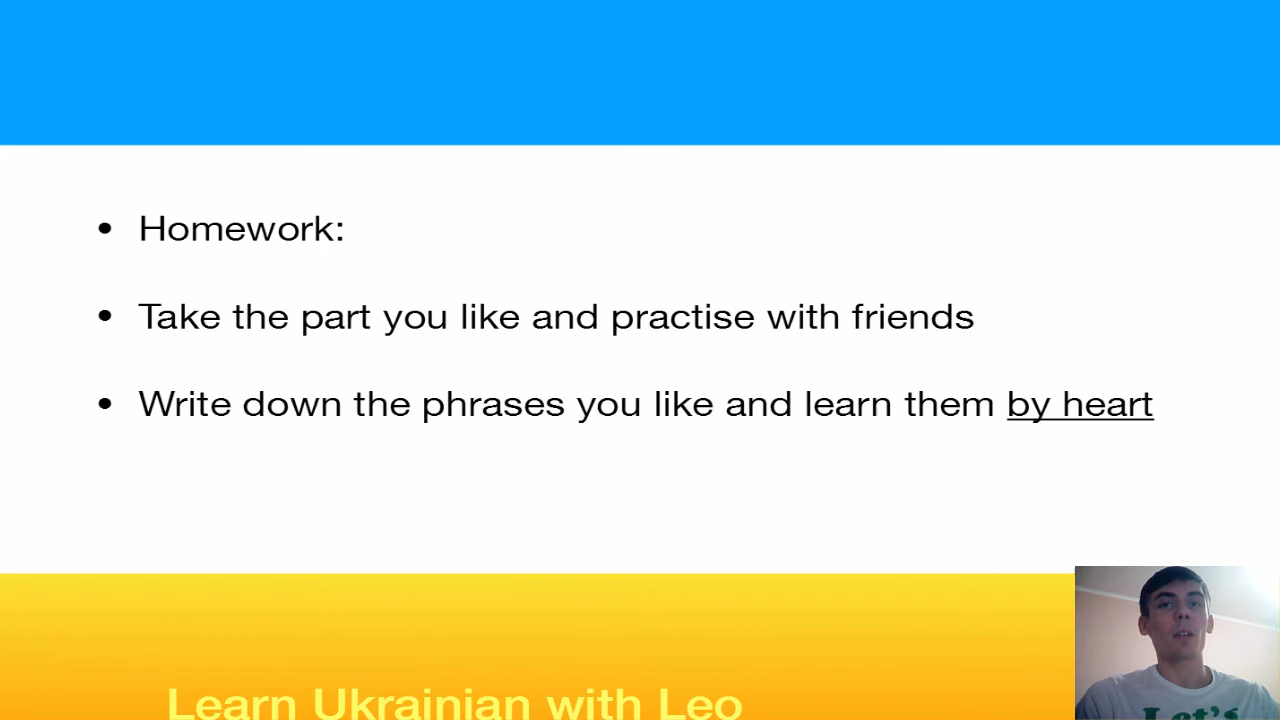 • Homework:
• Take the part you like and practise with friends
• Write down the phrases you like and learn them by heart
Learn Ukrainian with Leo
Let's